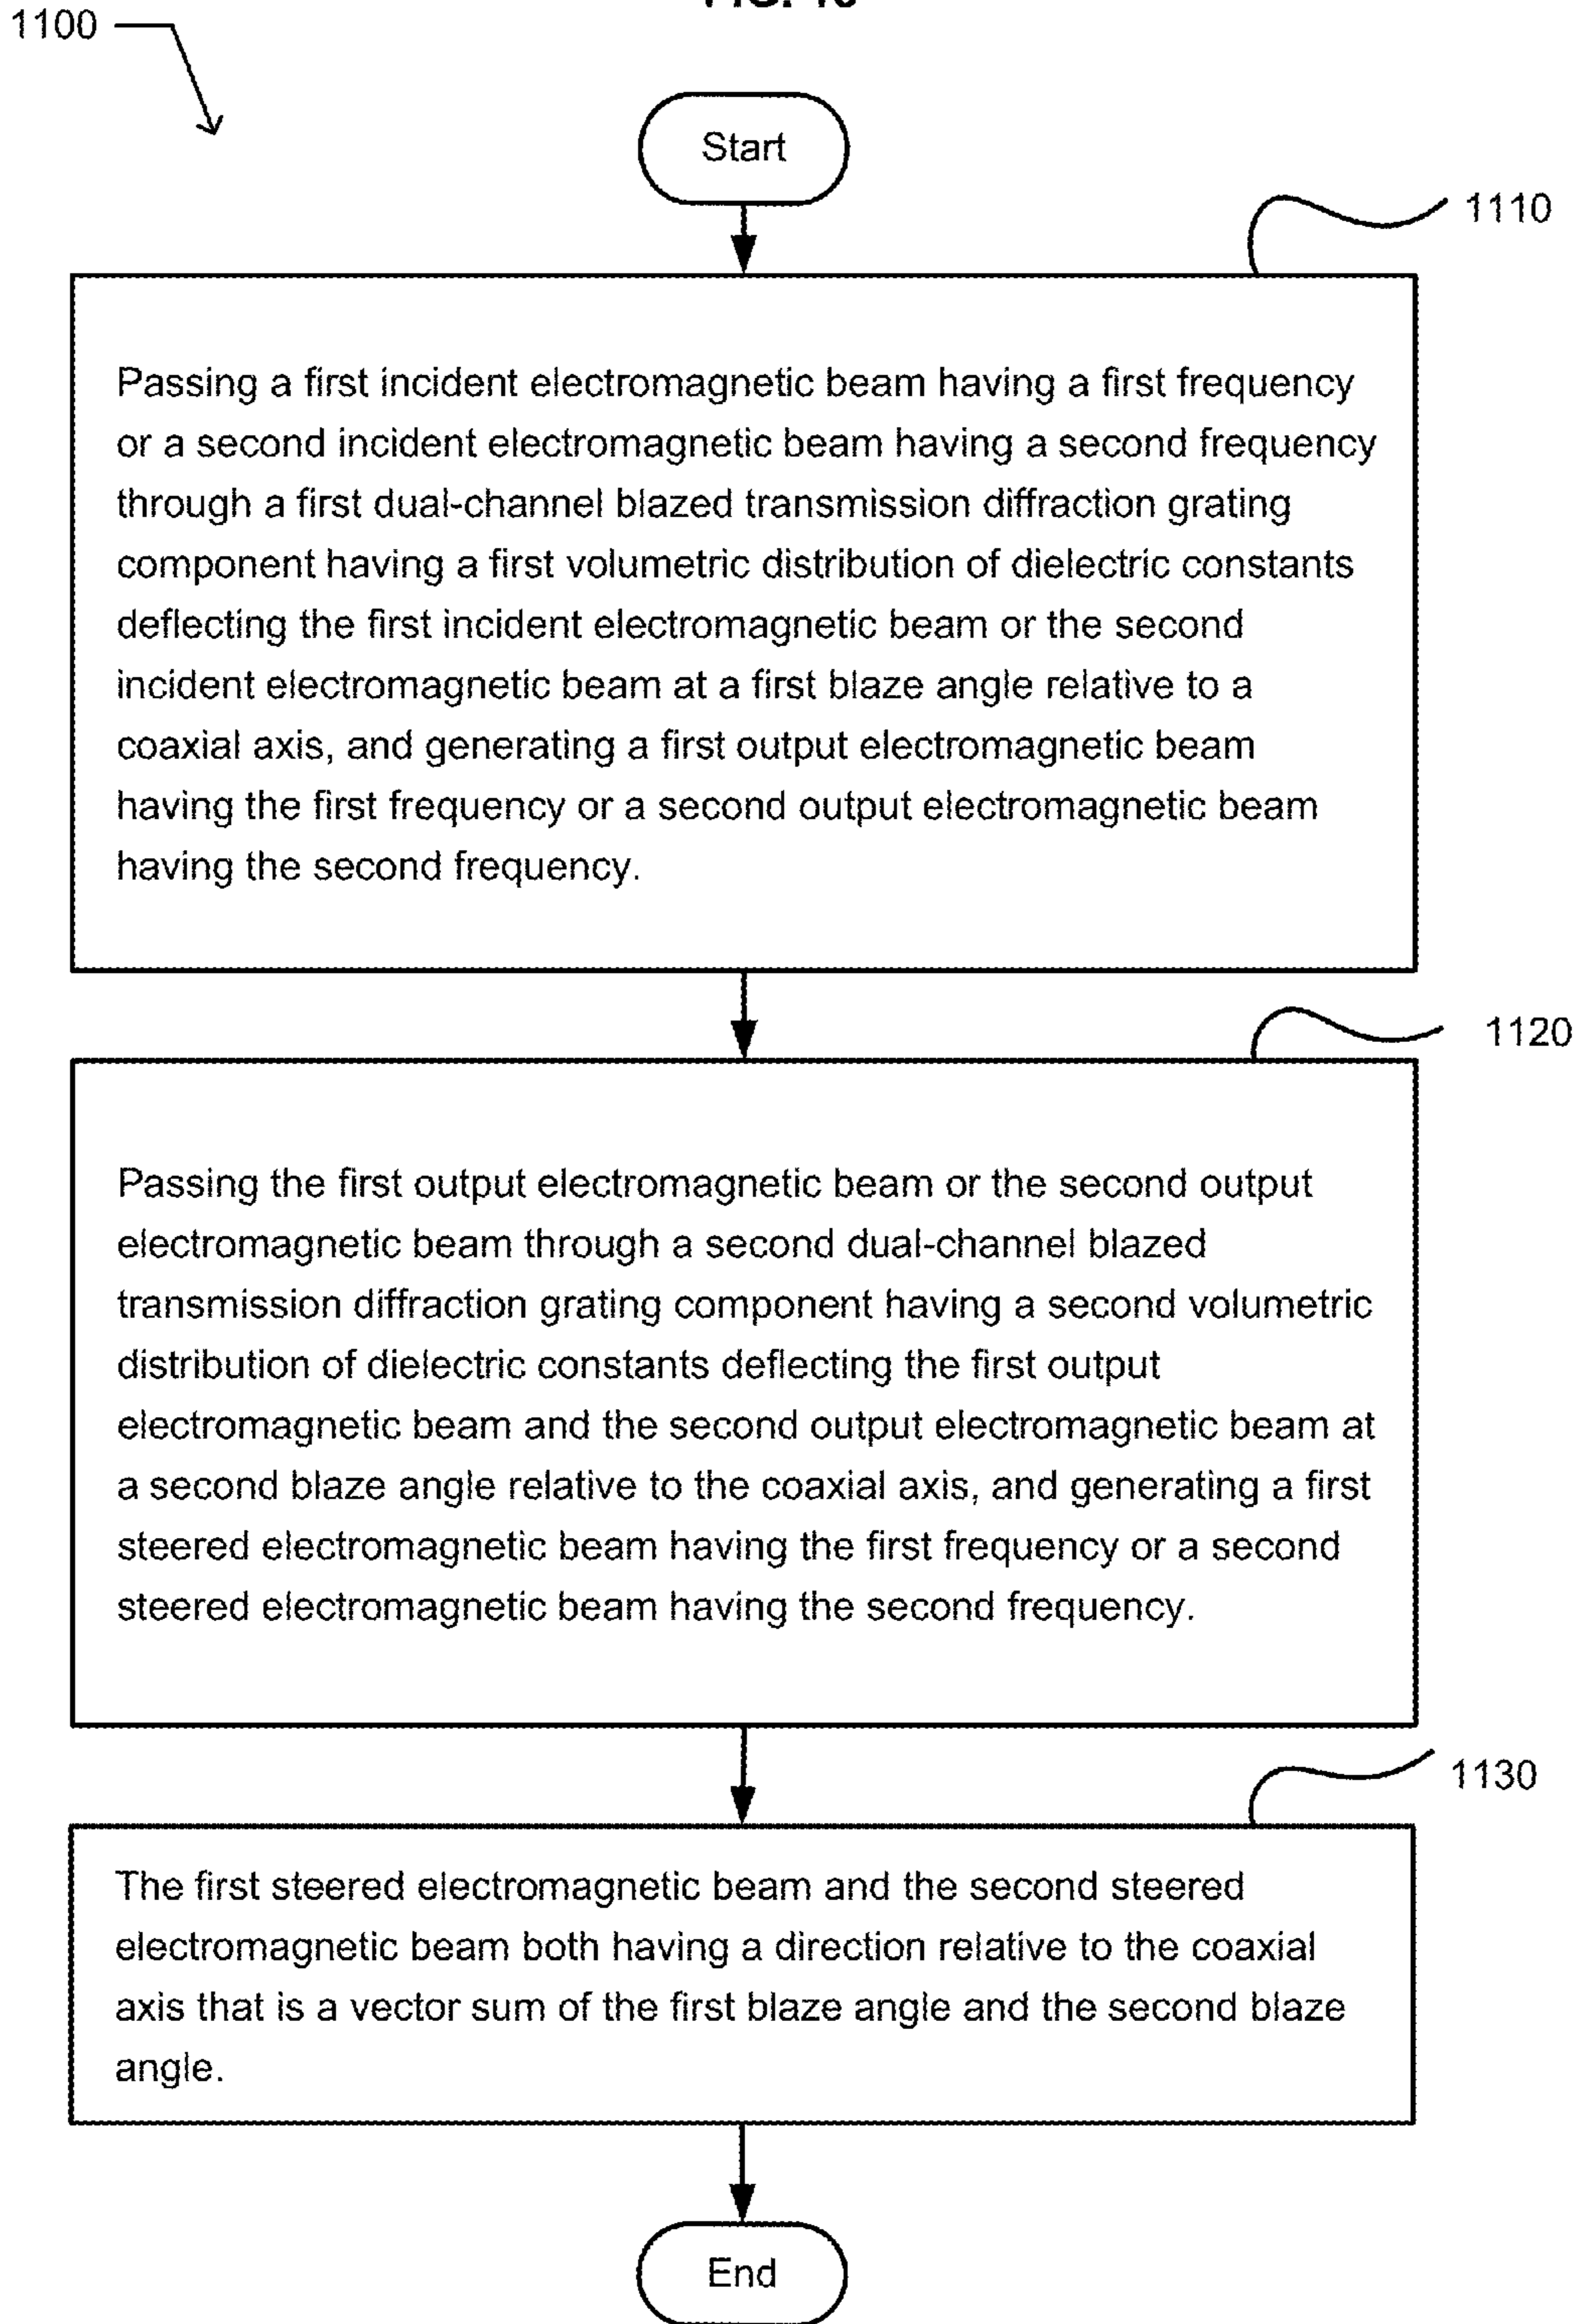 1100
Start
1110
Passing a first incident electromagnetic beam having a first frequency
or a second incident electromagnetic beam having a second frequency
through a first dual-channel blazed transmission diffraction grating
component having a first volumetric distribution of dielectric constants
deflecting the first incident electromagnetic beam or the second
incident electromagnetic beam at a first blaze angle relative to a
coaxial axis, and generating a first output electromagnetic beam
having the first frequency or a second output electromagnetic beam
having the second frequency.
1120
Passing the first output electromagnetic beam or the second output
electromagnetic beam through a second dual-channel blazed
transmission diffraction grating component having a second volumetric
distribution of dielectric constants deflecting the first output
electromagnetic beam and the second output electromagnetic beam at
a second blaze angle relative to the coaxial axis, and generating a first
steered electromagnetic beam having the first frequency or a second
steered electromagnetic beam having the second frequency.
1130
The first steered electromagnetic beam and the second steered
electromagnetic beam both having a direction relative to the coaxial
axis that is a vector sum of the first blaze angle and the second blaze
angle.
End